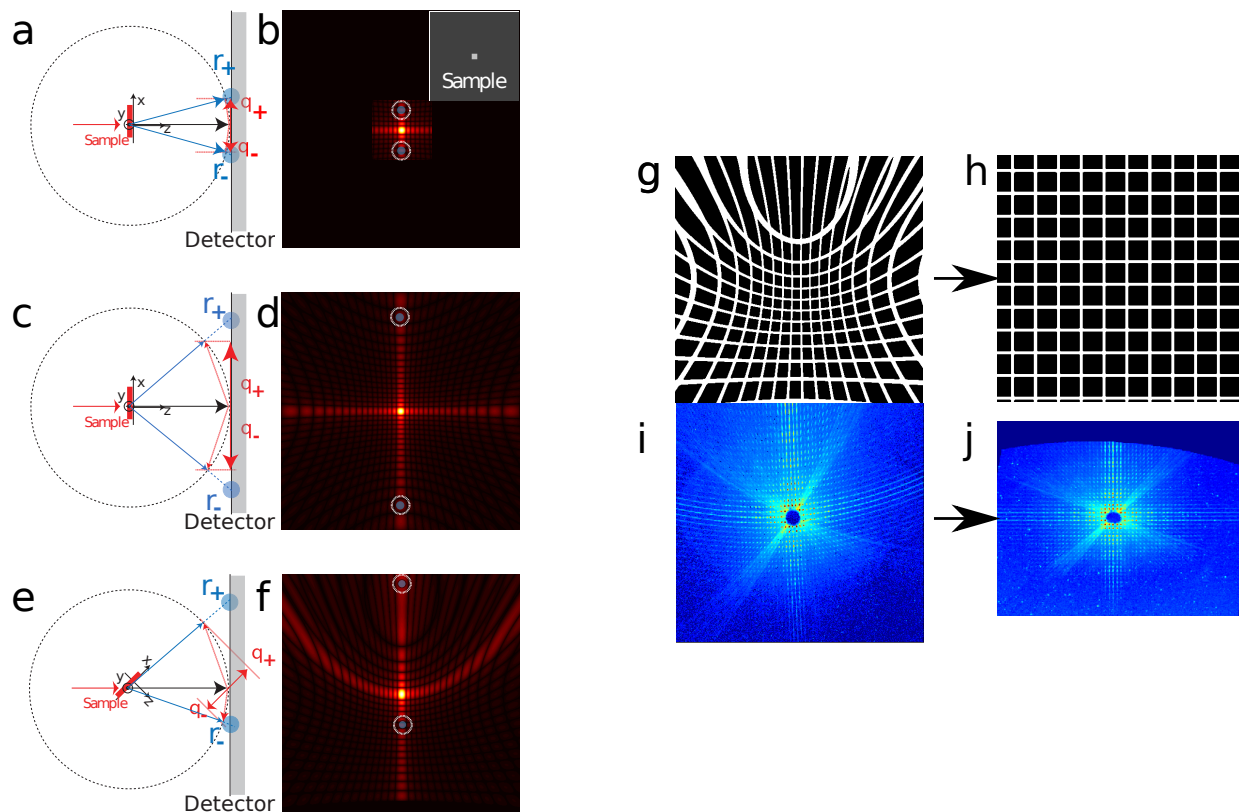 a
r+
x
q+
y
z
Sample
q-
r-
Detector
b
Sample
c
r+
x
q+
y
z
Sample
q-
r-
Detector
d
e
r+
x
q+
y
z
Sample
q-
r-
Detector
f
g
h
i
j